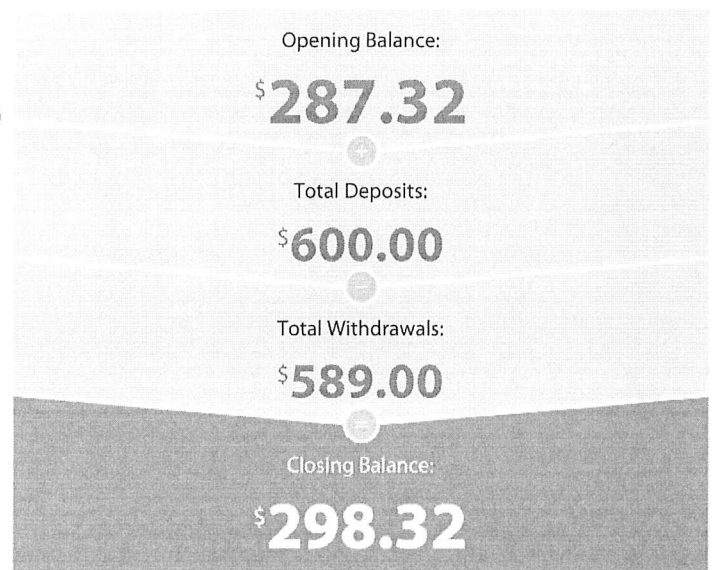 Opening Balance:
$287.32
+
Total Deposits:
$600.00
Total Withdrawals:
$589.00
=
Closing Balance:
$298.32